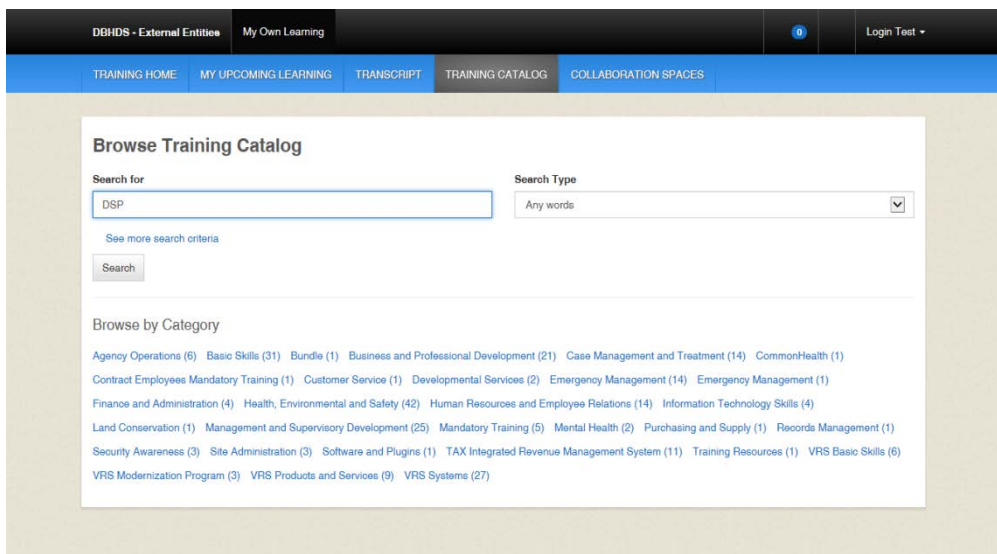 DBHDS - External Entities My Own Learning 0 Login Test
TRAINING HOME MY UPCOMING LEARNING TRANSCRIPT TRAINING CATALOG COLLABORATION SPACES
Browse Training Catalog
Search for Search Type
DSP Any words
See more search criteria
Search
Browse by Category
Agency Operations (6) Basic Skills (31) Bundle (1) Business and Professional Development (21) Case Management and Treatment (14) CommonHealth (1)
Contract Employees Mandatory Training (1) Customer Service (1) Developmental Services (2) Emergency Management (14) Emergency Management (1)
Finance and Administration (4) Health, Environmental and Safety (42) Human Resources and Employee Relations (14) Information Technology Skills (4)
Land Conservation (1) Management and Supervisory Development (25) Mandatory Training (5) Mental Health (2) Purchasing and Supply (1) Records Management (1)
Security Awareness (3) Site Administration (3) Software and Plugins (1) TAX Integrated Revenue Management System (11) Training Resources (1) VRS Basic Skills (6)
VRS Modernization Program (3) VRS Products and Services (9) VRS Systems (27)